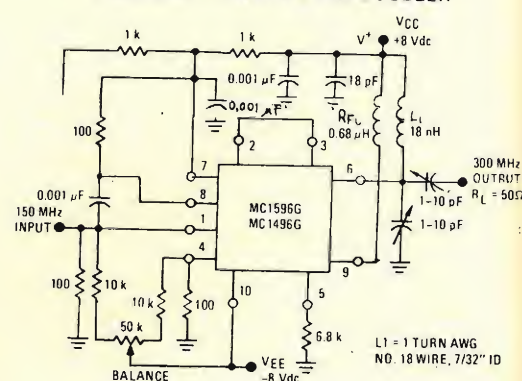 1 k
1 k
VCC
V+ +8 Vdc
0.001 µF
18 pF
0.001 µF
RFC
0.68 µH
L1
18 nH
100
2
3
7
6
300 MHz
OUTPUT
RL = 50Ω
1-10 pF
1-10 pF
0.001 µF
8
MC1596G
MC1496G
150 MHz
INPUT
1
4
9
100
10 k
10 k
100
10
5
50 k
6.8 k
L1 = 1 TURN AWG
NO. 18 WIRE, 7/32" ID
VEE
-8 Vdc
BALANCE